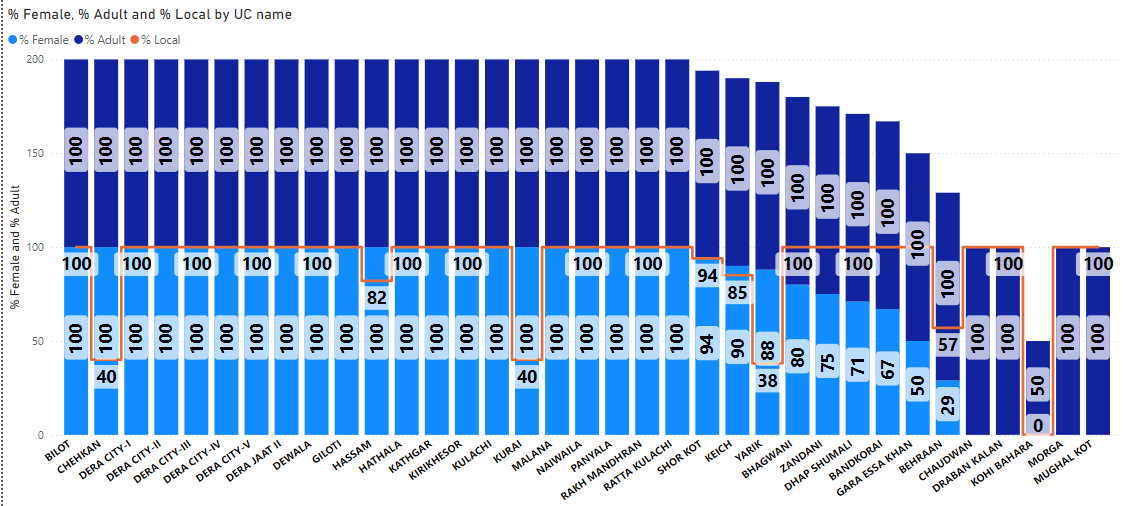 % Female, % Adult and % Local by UC name
% Female % Adult % Local
% Female and % Adult
200
150
100
50
0
100 100 100 100 100 100 100 100 100 100 100 100 100 100 100 100 100 100 100 100 100 100 100 100 100 100 100 100 100 100 100 100 50 100 100
100 40 100 100 100 82 100 100 40 100 100 94 85 38 100 100 57 100 0 100
100 100 100 100 100 100 100 100 100 100 100 100 100 100 100 100 100 100 100 100 94 90 88 80 75 71 67 50 29
BILOT
CHEHKAN
DERA CITY-I
DERA CITY-II
DERA CITY-III
DERA CITY-IV
DERA CITY-V
DERA JAAT II
DEWALA
GILOTI
HASSAM
HATHALA
KATHGAR
KIRIKHESOR
KULACHI
KURAI
MALANA
NAIWAILA
PANYALA
RAKH MANDHRAN
RATTA KULACHI
SHOR KOT
KEICH
YARIK
BHAGWANI
ZANDANI
DHAP SHUMALI
BANDKORAI
GARA ESSA KHAN
BEHRAAN
CHAUDWAN
DRABAN KALAN
KOHI BAHARA
MORGA
MUGHAL KOT